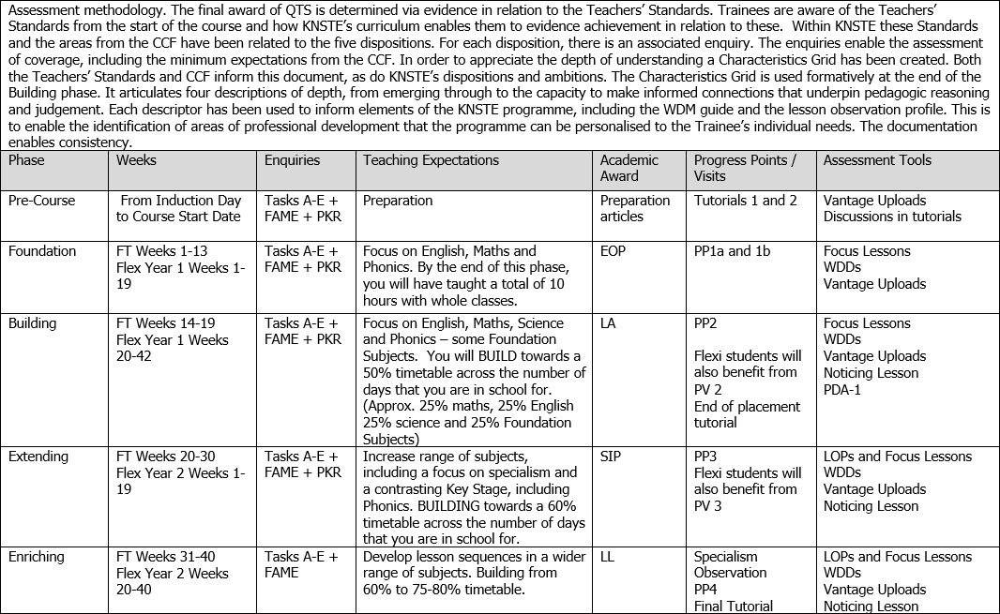 Assessment methodology. The final award of QTS is determined via evidence in relation to the Teachers’ Standards. Trainees are aware of the Teachers’
Standards from the start of the course and how KNSTE’s curriculum enables them to evidence achievement in relation to these.  Within KNSTE these Standards
and the areas from the CCF have been related to the five dispositions. For each disposition, there is an associated enquiry. The enquiries enable the assessment
of coverage, including the minimum expectations from the CCF. In order to appreciate the depth of understanding a Characteristics Grid has been created. Both
the Teachers’ Standards and CCF inform this document, as do KNSTE’s dispositions and ambitions. The Characteristics Grid is used formatively at the end of the
Building phase. It articulates four descriptions of depth, from emerging through to the capacity to make informed connections that underpin pedagogic reasoning
and judgement. Each descriptor has been used to inform elements of the KNSTE programme, including the WDM guide and the lesson observation profile. This is
to enable the identification of areas of professional development that the programme can be personalised to the Trainee’s individual needs. The documentation
enables consistency.
Phase
Weeks
Enquiries
Teaching Expectations
Academic
Award
Progress Points /
Visits
Assessment Tools
Pre-Course
From Induction Day
to Course Start Date
Tasks A-E +
FAME + PKR
Preparation
Preparation
articles
Tutorials 1 and 2
Vantage Uploads
Discussions in tutorials
Foundation
FT Weeks 1-13
Flex Year 1 Weeks 1-
19
Tasks A-E +
FAME + PKR
Focus on English, Maths and
Phonics. By the end of this phase,
you will have taught a total of 10
hours with whole classes.
EOP
PP1a and 1b
Focus Lessons
WDDs
Vantage Uploads
Building
FT Weeks 14-19
Flex Year 1 Weeks
20-42
Tasks A-E +
FAME + PKR
Focus on English, Maths, Science
and Phonics – some Foundation
Subjects.  You will BUILD towards a
50% timetable across the number of
days that you are in school for.
(Approx. 25% maths, 25% English
25% science and 25% Foundation
Subjects)
LA
PP2
Flexi students will
also benefit from
PV 2
End of placement
tutorial
Focus Lessons
WDDs
Vantage Uploads
Noticing Lesson
PDA-1
Extending
FT Weeks 20-30
Flex Year 2 Weeks 1-
19
Tasks A-E +
FAME + PKR
Increase range of subjects,
including a focus on specialism and
a contrasting Key Stage, including
Phonics. BUILDING towards a 60%
timetable across the number of days
that you are in school for.
SIP
PP3
Flexi students will
also benefit from
PV 3
LOPs and Focus Lessons
WDDs
Vantage Uploads
Noticing Lesson
Enriching
FT Weeks 31-40
Flex Year 2 Weeks
20-40
Tasks A-E +
FAME
Develop lesson sequences in a wider
range of subjects. Building from
60% to 75-80% timetable.
LL
Specialism
Observation
PP4
Final Tutorial
LOPs and Focus Lessons
WDDs
Vantage Uploads
Noticing Lesson